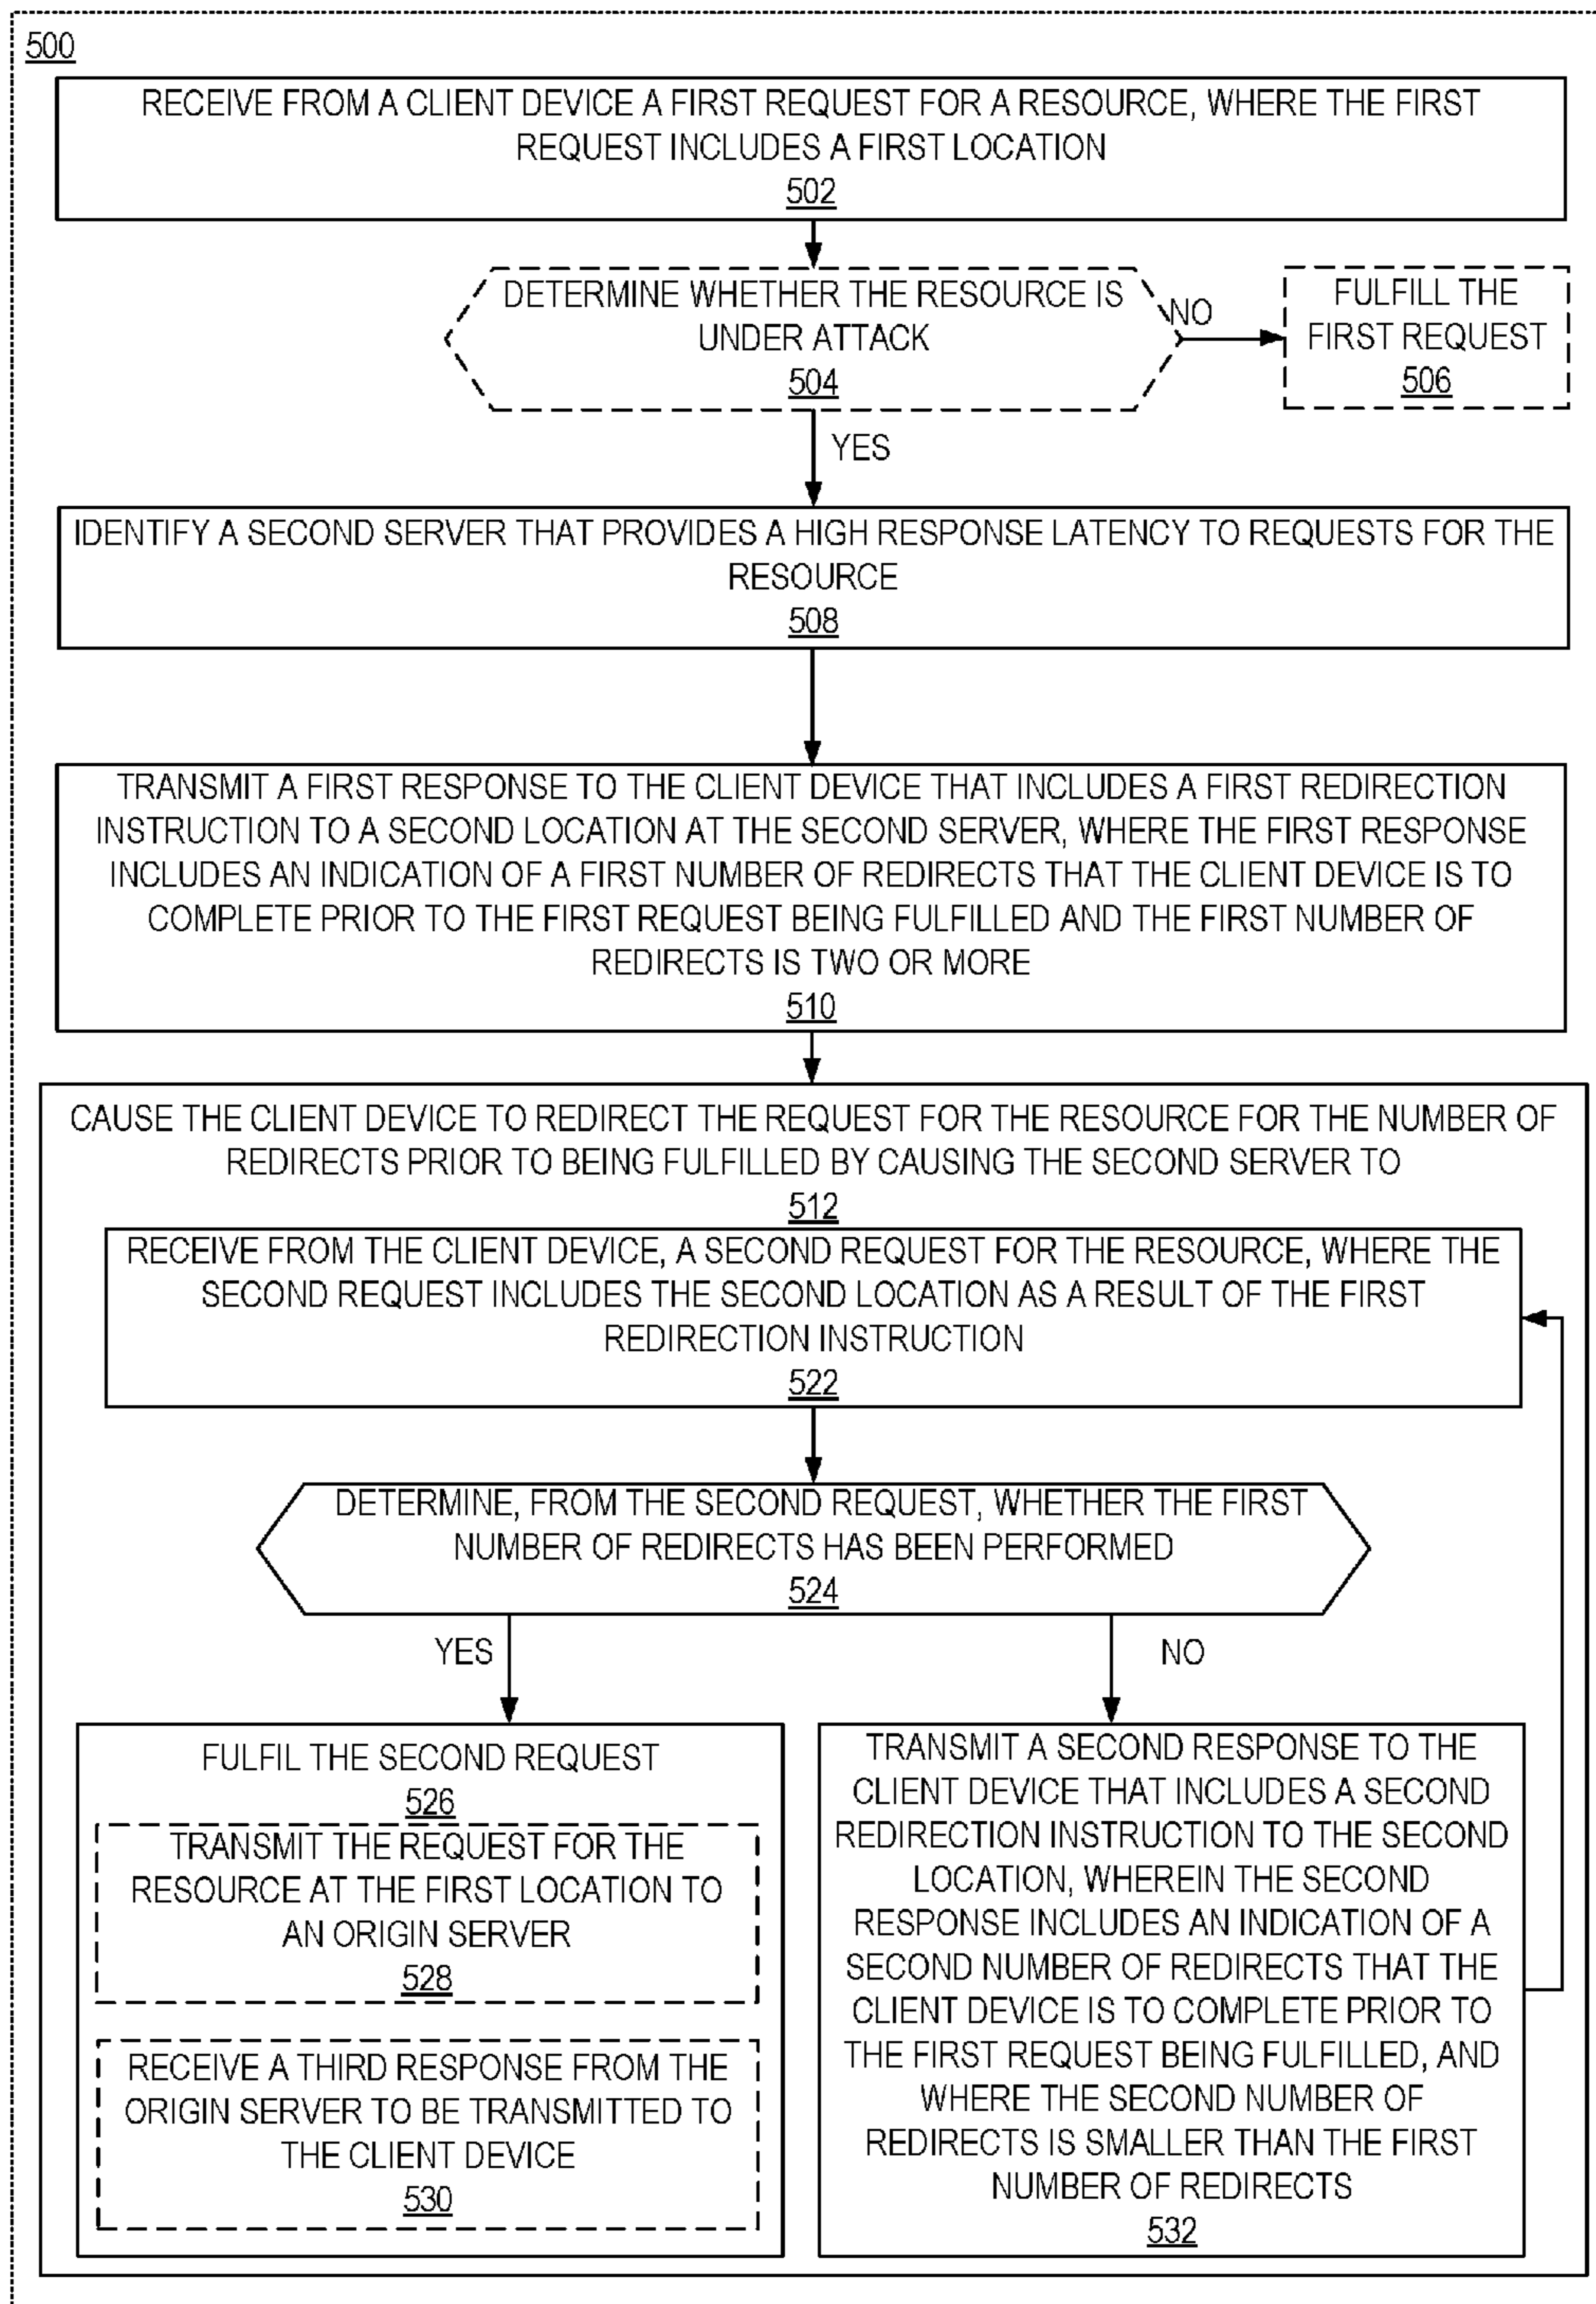 500
RECEIVE FROM A CLIENT DEVICE A FIRST REQUEST FOR A RESOURCE, WHERE THE FIRST
REQUEST INCLUDES A FIRST LOCATION
502
DETERMINE WHETHER THE RESOURCE IS
UNDER ATTACK
504
NO
FULFILL THE
FIRST REQUEST
506
YES
IDENTIFY A SECOND SERVER THAT PROVIDES A HIGH RESPONSE LATENCY TO REQUESTS FOR THE
RESOURCE
508
TRANSMIT A FIRST RESPONSE TO THE CLIENT DEVICE THAT INCLUDES A FIRST REDIRECTION
INSTRUCTION TO A SECOND LOCATION AT THE SECOND SERVER, WHERE THE FIRST RESPONSE
INCLUDES AN INDICATION OF A FIRST NUMBER OF REDIRECTS THAT THE CLIENT DEVICE IS TO
COMPLETE PRIOR TO THE FIRST REQUEST BEING FULFILLED AND THE FIRST NUMBER OF
REDIRECTS IS TWO OR MORE
510
CAUSE THE CLIENT DEVICE TO REDIRECT THE REQUEST FOR THE RESOURCE FOR THE NUMBER OF
REDIRECTS PRIOR TO BEING FULFILLED BY CAUSING THE SECOND SERVER TO
512
RECEIVE FROM THE CLIENT DEVICE, A SECOND REQUEST FOR THE RESOURCE, WHERE THE
SECOND REQUEST INCLUDES THE SECOND LOCATION AS A RESULT OF THE FIRST
REDIRECTION INSTRUCTION
522
DETERMINE, FROM THE SECOND REQUEST, WHETHER THE FIRST
NUMBER OF REDIRECTS HAS BEEN PERFORMED
524
YES
NO
FULFIL THE SECOND REQUEST
526
TRANSMIT THE REQUEST FOR THE
RESOURCE AT THE FIRST LOCATION TO
AN ORIGIN SERVER
528
RECEIVE A THIRD RESPONSE FROM THE
ORIGIN SERVER TO BE TRANSMITTED TO
THE CLIENT DEVICE
530
TRANSMIT A SECOND RESPONSE TO THE
CLIENT DEVICE THAT INCLUDES A SECOND
REDIRECTION INSTRUCTION TO THE SECOND
LOCATION, WHEREIN THE SECOND
RESPONSE INCLUDES AN INDICATION OF A
SECOND NUMBER OF REDIRECTS THAT THE
CLIENT DEVICE IS TO COMPLETE PRIOR TO
THE FIRST REQUEST BEING FULFILLED, AND
WHERE THE SECOND NUMBER OF
REDIRECTS IS SMALLER THAN THE FIRST
NUMBER OF REDIRECTS
532